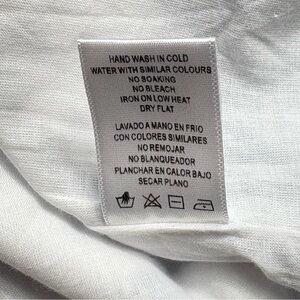 HAND WASH IN COLD
WATER WITH SIMILAR COLOURS
NO SOAKING
NO BLEACH
IRON ON LOW HEAT
DRY FLAT
LAVADO A MANO EN FRIO
CON COLORES SIMILARES
NO REMOJAR
NO BLANQUEADOR
PLANCHAR EN CALOR BAJO
SECAR PLANO